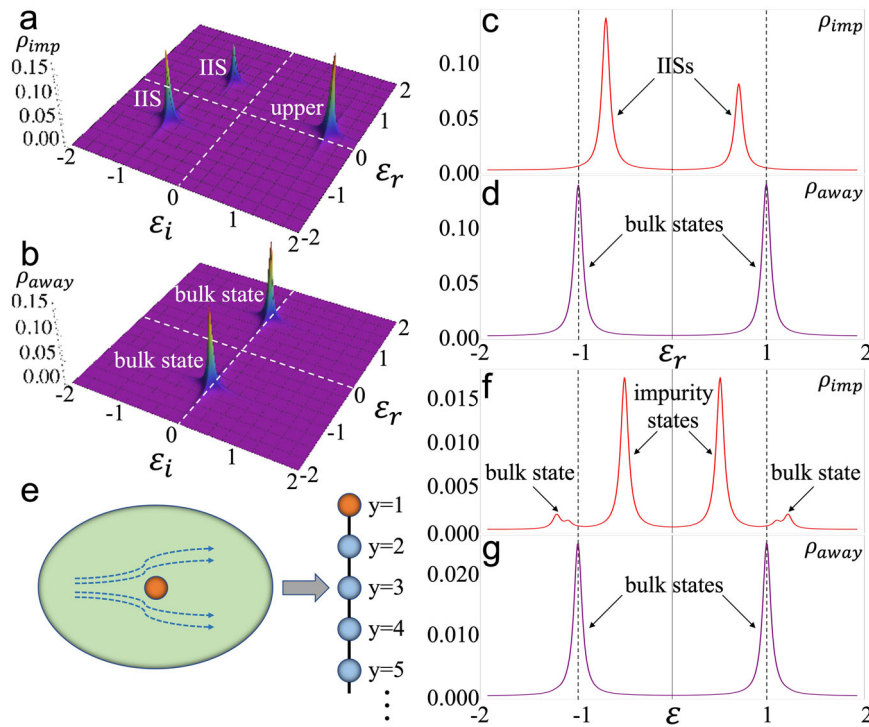 a
ρimp
0.15
0.10
0.05
0.00
IIS
IIS
upper
-2
-1
0
1
2
εi
-2
-1
0
1
2
εr
b
ρaway
0.15
0.10
0.05
0.00
bulk state
bulk state
-2
-1
0
1
2
εi
-2
-1
0
1
2
εr
e
y=1
y=2
y=3
y=4
y=5
c
ρimp
0.10
0.05
0.00
IISs
d
ρaway
0.10
0.05
0.00
bulk states
-2 -1 εr 1 2
f
ρimp
0.015
0.010
0.005
0.000
impurity
states
bulk state
bulk state
g
ρaway
0.020
0.010
0.000
bulk states
-2 -1 ε 1 2